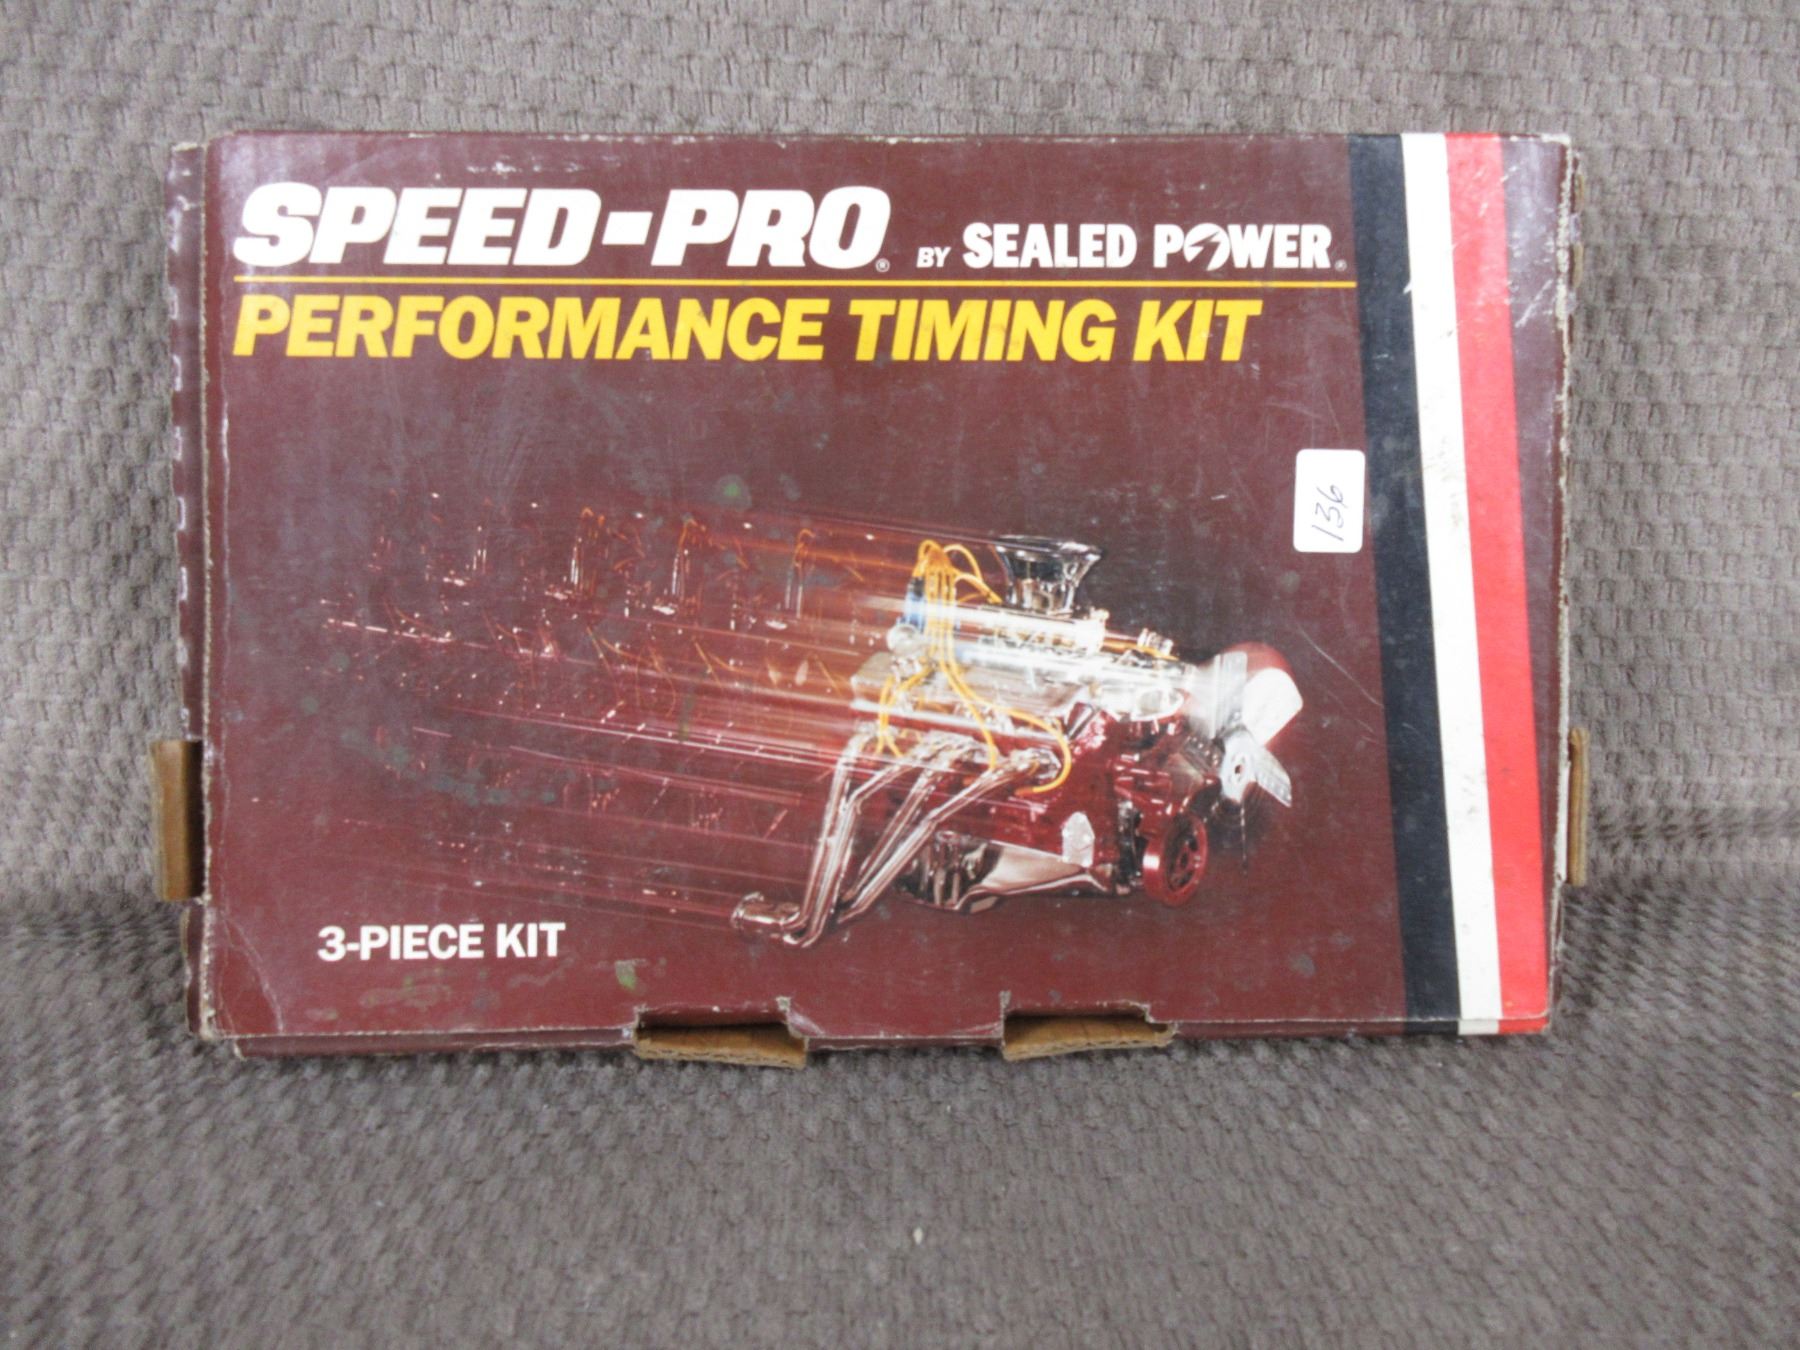 SPEED-PRO® BY SEALED POWER®
PERFORMANCE TIMING KIT
136
3-PIECE KIT